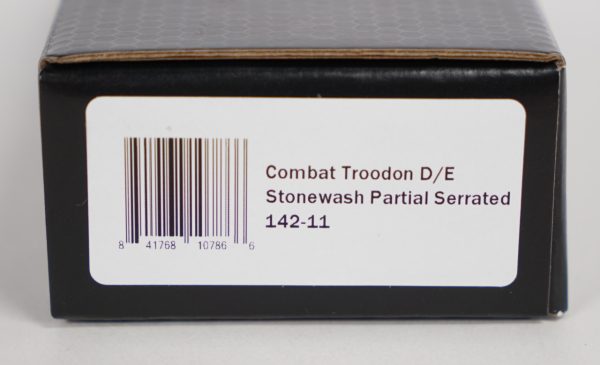 Combat Troodon D/E
Stonewash Partial Serrated
142-11
8 41768 10786 6